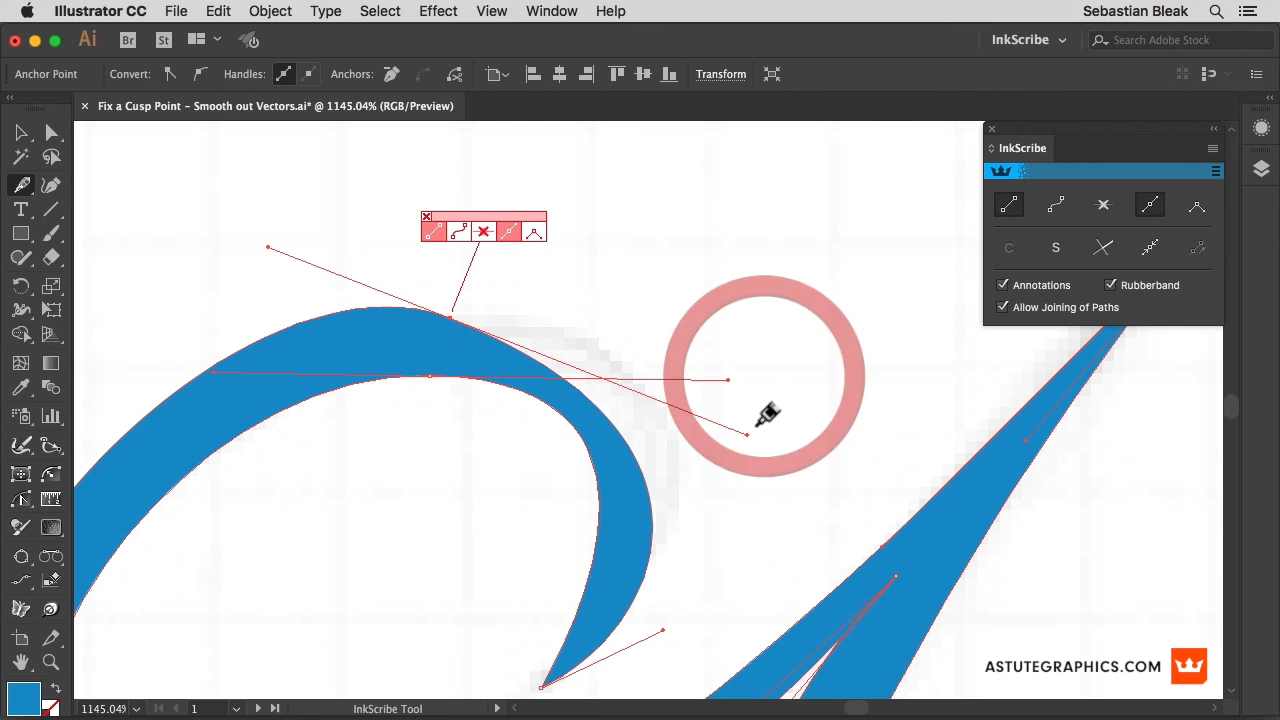 Illustrator CC File Edit Object Type Select Effect View Window Help Sebastian Bleak
Ai Br St InkScribe Search Adobe Stock
Anchor Point Convert: Handles: Anchors: Transform
× Fix a Cusp Point - Smooth out Vectors.ai* @ 1145.04% (RGB/Preview)
InkScribe
C S
Annotations Rubberband
Allow Joining of Paths
ASTUTEGRAPHICS.COM
1145.04% 1 InkScribe Tool